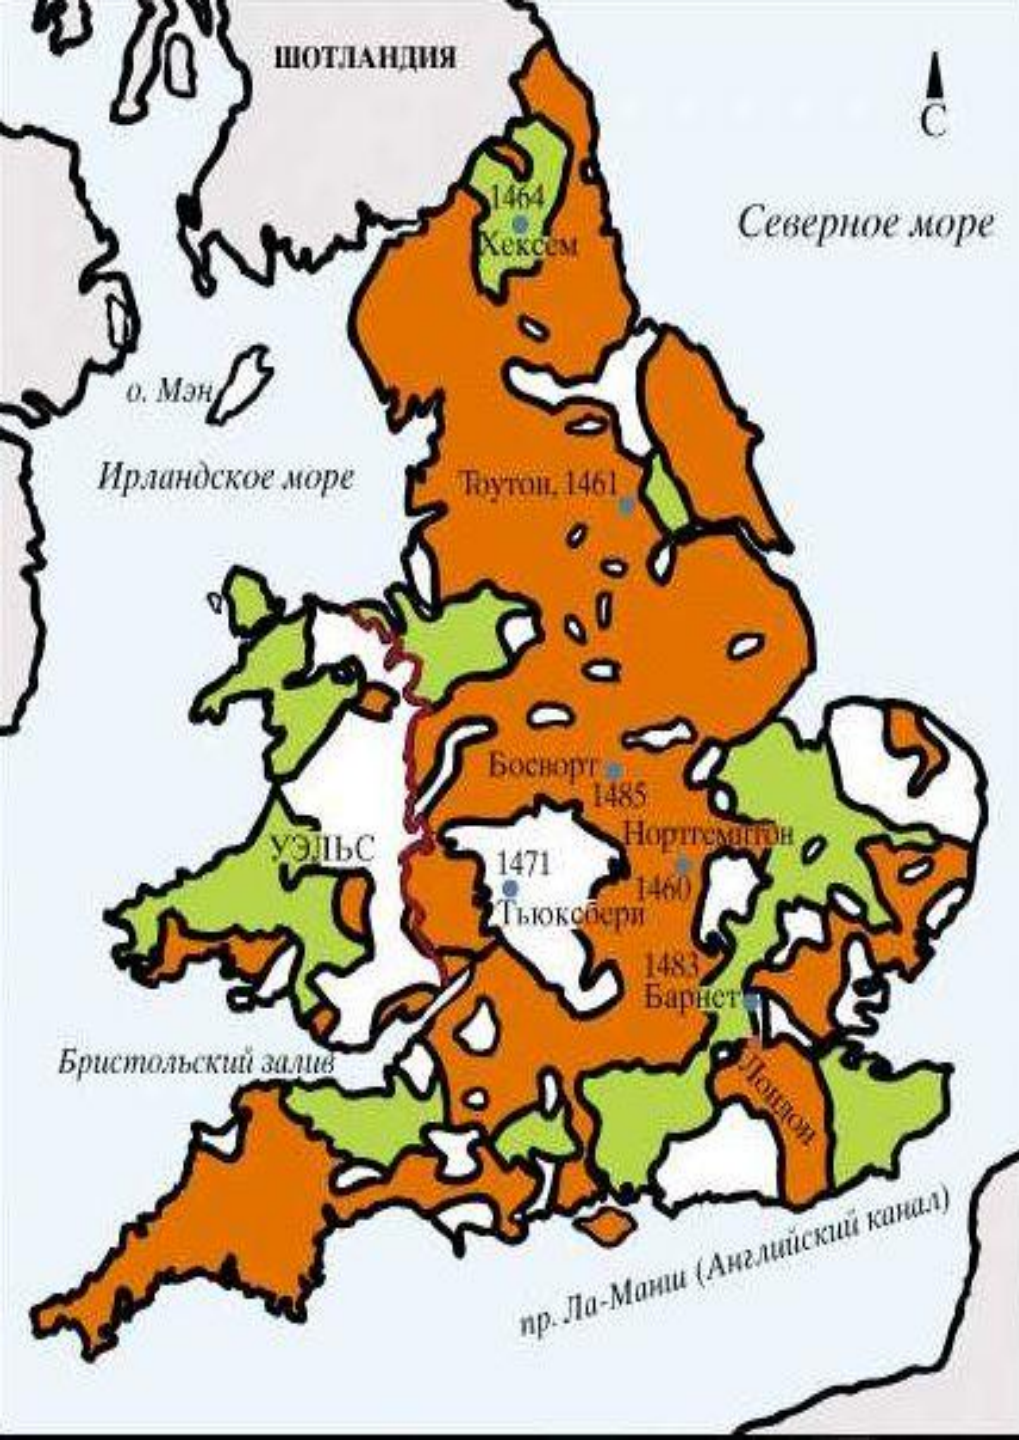 ШОТЛАНДИЯ
С
1464
Хексем
Северное море
о. Мэн
Ирландское море
Тоутон, 1461
Босворт
1485
Нортгемптон
1460
УЭЛЬС
1471
Тьюксбери
1483
Барнет
Бристольский залив
Лондон
пр. Ла-Манш (Английский канал)